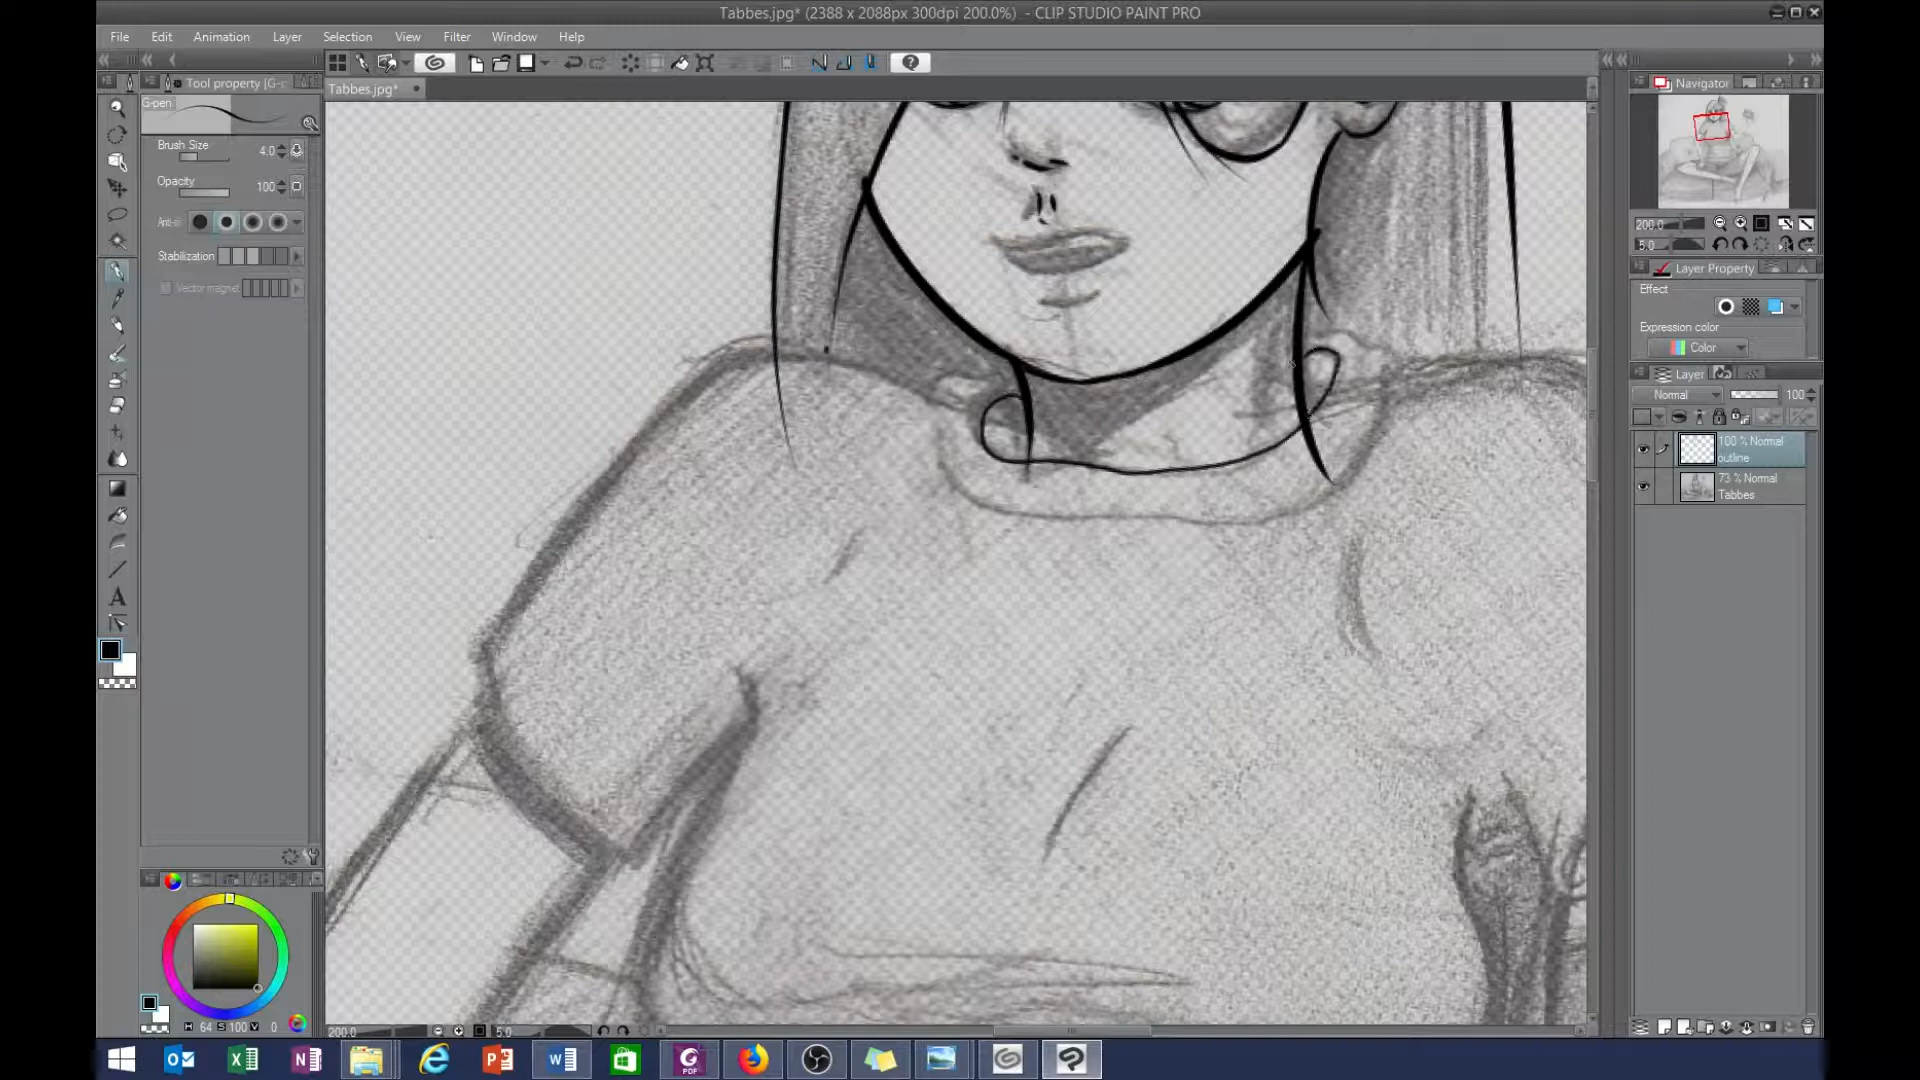 Tabbes.jpg* (2388 x 2088px 300dpi 200.0%) - CLIP STUDIO PAINT PRO
File Edit Animation Layer Selection View Filter Window Help
Tool property [G-
Tabbes.jpg*
Navigator
G-pen
Brush Size 4.0
Opacity 100
Anti-
Stabilization
Vector magnet
200.0
5.0
Layer Property
Effect
Expression color
Color
Layer
Normal 100
100 % Normal
outline
73 % Normal
Tabbes
A
H 64 S 100 V 0
200.0 5.0
PDF